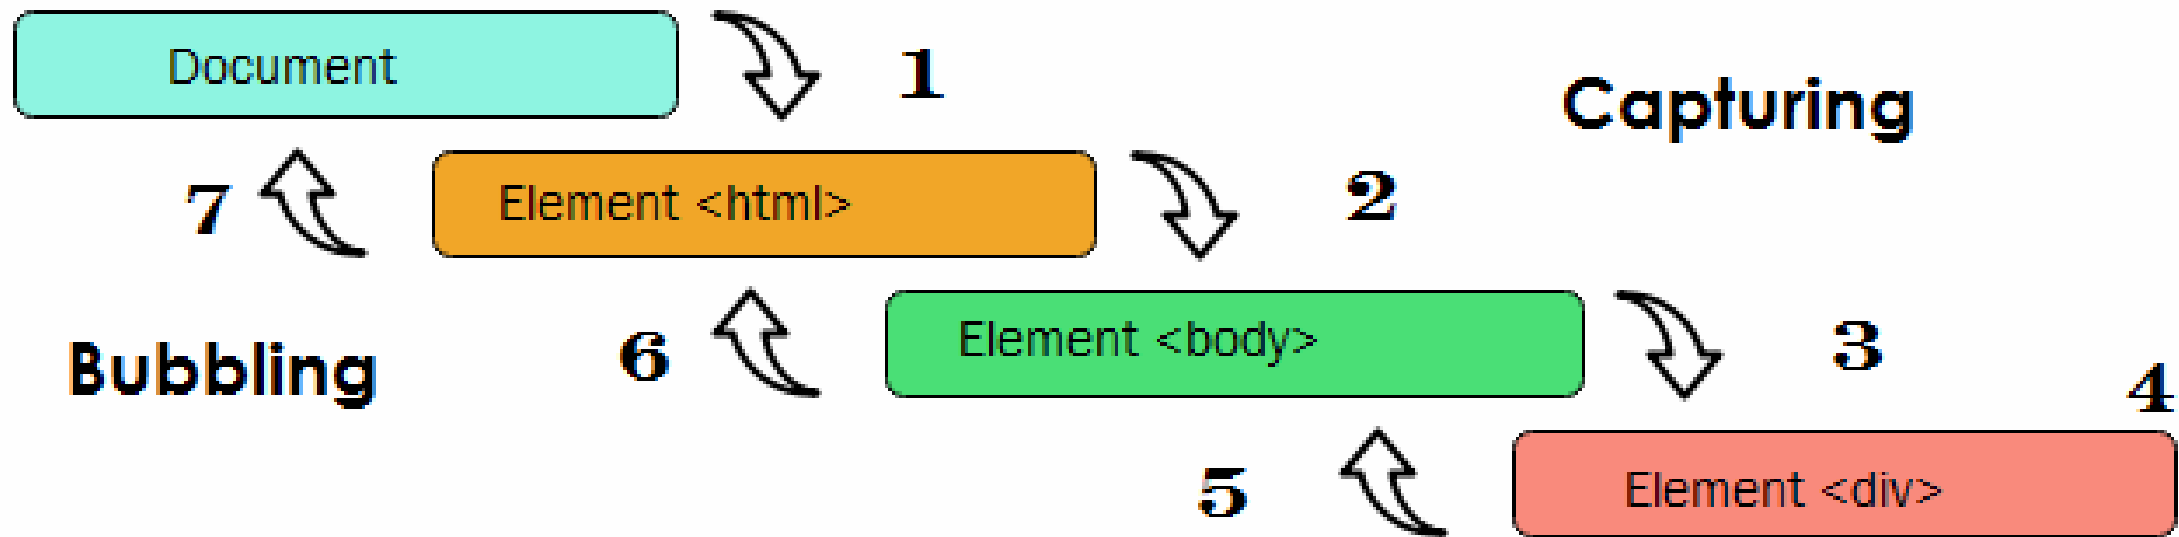 Document
1
Capturing
7
Element <html>
2
Bubbling
6
Element <body>
3
4
5
Element <div>